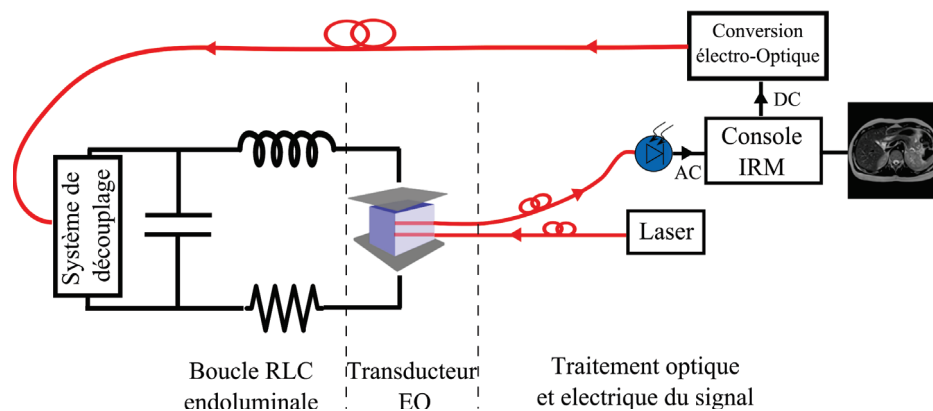 Conversion
électro-Optique
DC
Console
IRM
AC
Laser
Système de
découplage
Boucle RLC
endoluminale
Transducteur
EO
Traitement optique
et electrique du signal